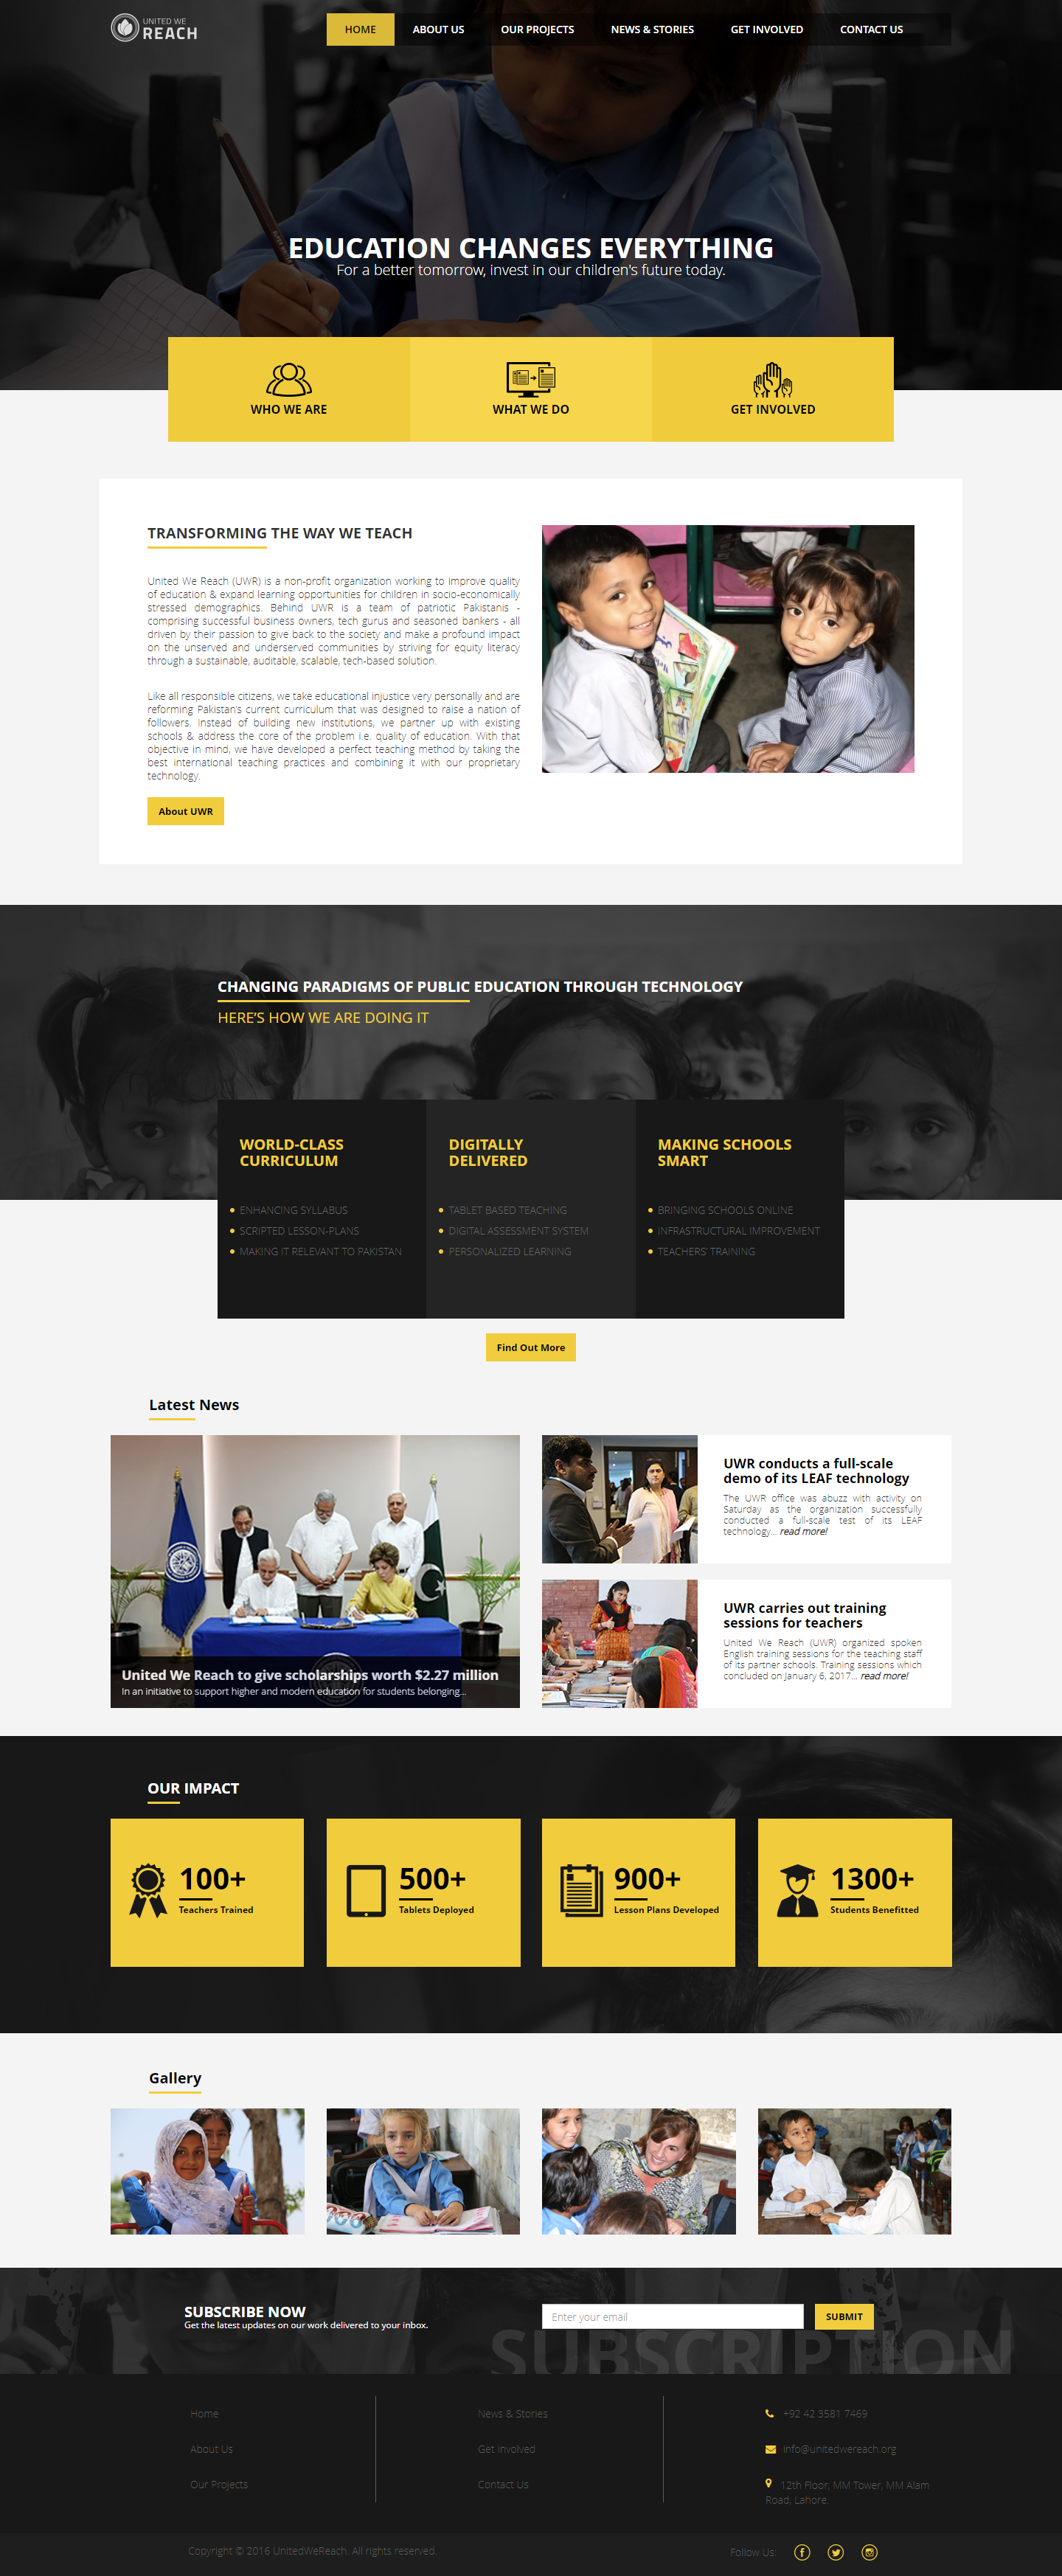 UNITED WE
REACH
HOME
ABOUT US
OUR PROJECTS
NEWS & STORIES
GET INVOLVED
CONTACT US
EDUCATION CHANGES EVERYTHING
For a better tomorrow, invest in our children's future today.
WHO WE ARE
WHAT WE DO
GET INVOLVED
TRANSFORMING THE WAY WE TEACH
United We Reach (UWR) is a non-profit organization working to improve quality
of education & expand learning opportunities for children in socio-economically
stressed demographics. Behind UWR is a team of patriotic Pakistanis -
comprising successful business owners, tech gurus and seasoned bankers - all
driven by their passion to give back to the society and make a profound impact
on the unserved and underserved communities by striving for equity literacy
through a sustainable, auditable, scalable, tech-based solution.
Like all responsible citizens, we take educational injustice very personally and are
reforming Pakistan's current curriculum that was designed to raise a nation of
followers. Instead of building new institutions, we partner up with existing
schools & address the core of the problem i.e. quality of education. With that
objective in mind, we have developed a perfect teaching method by taking the
best international teaching practices and combining it with our proprietary
technology.
About UWR
CHANGING PARADIGMS OF PUBLIC EDUCATION THROUGH TECHNOLOGY
HERE'S HOW WE ARE DOING IT
WORLD-CLASS
CURRICULUM
ENHANCING SYLLABUS
SCRIPTED LESSON-PLANS
MAKING IT RELEVANT TO PAKISTAN
DIGITALLY
DELIVERED
TABLET BASED TEACHING
DIGITAL ASSESSMENT SYSTEM
PERSONALIZED LEARNING
MAKING SCHOOLS
SMART
BRINGING SCHOOLS ONLINE
INFRASTRUCTURAL IMPROVEMENT
TEACHERS' TRAINING
Find Out More
Latest News
United We Reach to give scholarships worth $2.27 million
In an initiative to support higher and modern education for students belonging...
UWR conducts a full-scale
demo of its LEAF technology
The UWR office was abuzz with activity on
Saturday as the organization successfully
conducted a full-scale test of its LEAF
technology... read more!
UWR carries out training
sessions for teachers
United We Reach (UWR) organized spoken
English training sessions for the teaching staff
of its partner schools. Training sessions which
concluded on January 6, 2017... read more!
OUR IMPACT
100+
Teachers Trained
500+
Tablets Deployed
900+
Lesson Plans Developed
1300+
Students Benefitted
Gallery
SUBSCRIBE NOW
Get the latest updates on our work delivered to your inbox.
Enter your email
SUBMIT
SUBSCRIPTION
Home
About Us
Our Projects
News & Stories
Get Involved
Contact Us
+92 42 3581 7469
info@unitedwereach.org
12th Floor, MM Tower, MM Alam
Road, Lahore.
Copyright © 2016 UnitedWeReach. All rights reserved.
Follow Us: